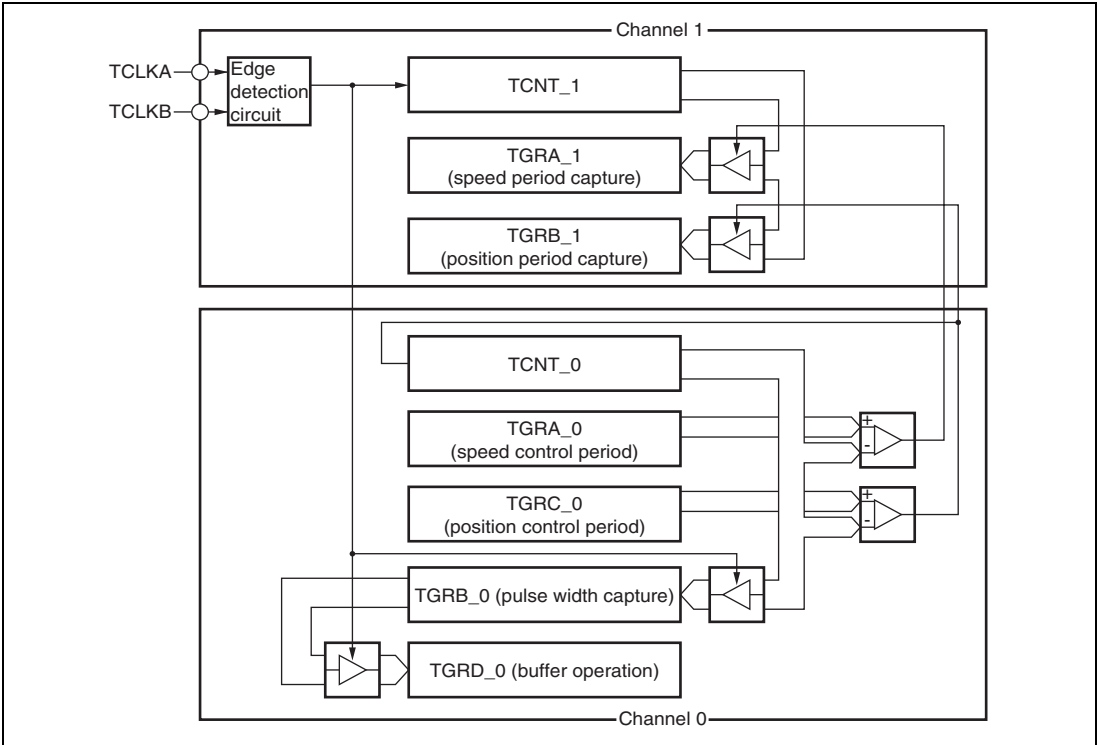 Channel 1
TCLKA
TCLKB
Edge
detection
circuit
TCNT_1
TGRA_1
(speed period capture)
TGRB_1
(position period capture)
TCNT_0
TGRA_0
(speed control period)
+
-
TGRC_0
(position control period)
+
-
TGRB_0 (pulse width capture)
TGRD_0 (buffer operation)
Channel 0